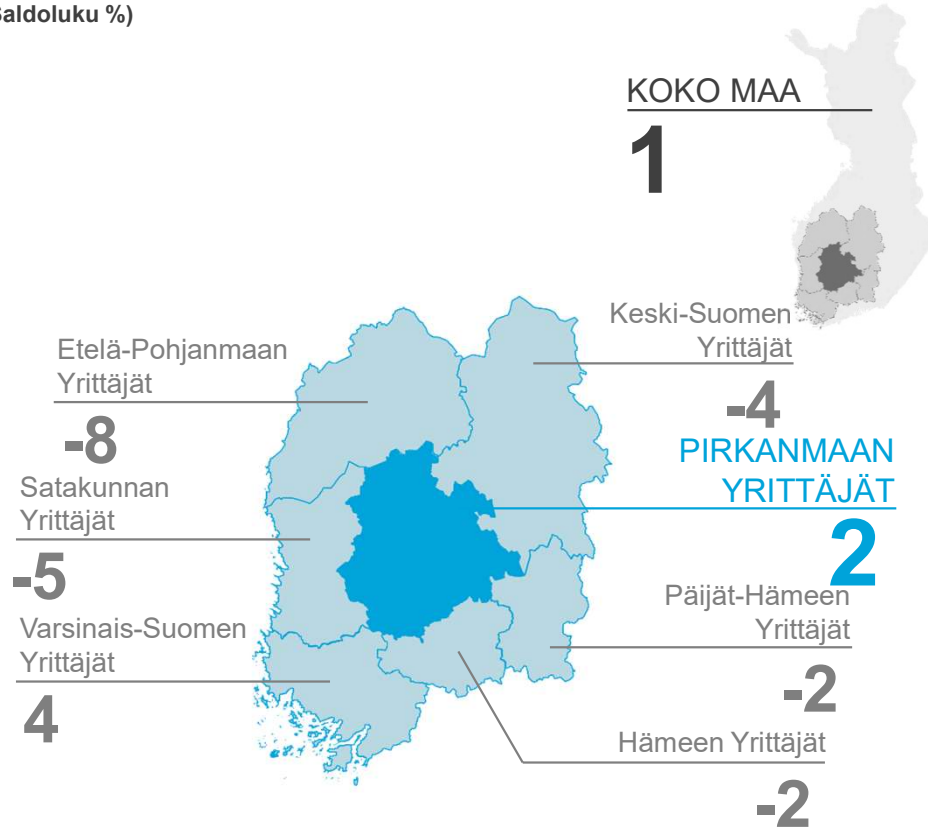 Saldoluku %)
KOKO MAA
1
Keski-Suomen
Yrittäjät
-4
Etelä-Pohjanmaan
Yrittäjät
-8
PIRKANMAAN
YRITTÄJÄT
2
Satakunnan
Yrittäjät
-5
Päijät-Hämeen
Yrittäjät
-2
Varsinais-Suomen
Yrittäjät
4
Hämeen Yrittäjät
-2